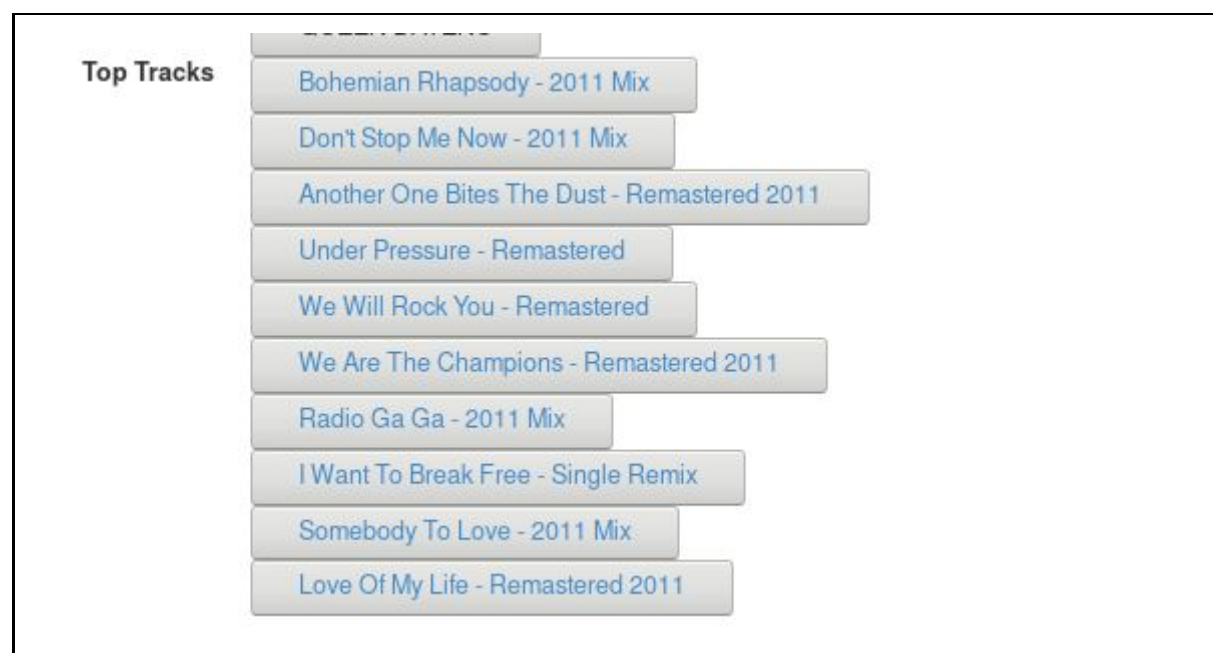 Top Tracks
Bohemian Rhapsody - 2011 Mix
Don't Stop Me Now - 2011 Mix
Another One Bites The Dust - Remastered 2011
Under Pressure - Remastered
We Will Rock You - Remastered
We Are The Champions - Remastered 2011
Radio Ga Ga - 2011 Mix
I Want To Break Free - Single Remix
Somebody To Love - 2011 Mix
Love Of My Life - Remastered 2011